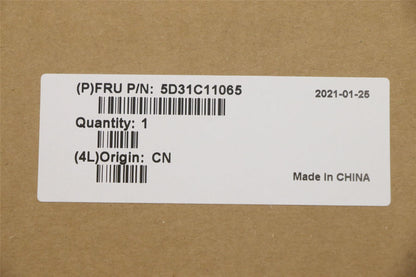 (P)FRU P/N: 5D31C11065
2021-01-25
Quantity: 1
(4L)Origin: CN
Made in CHINA